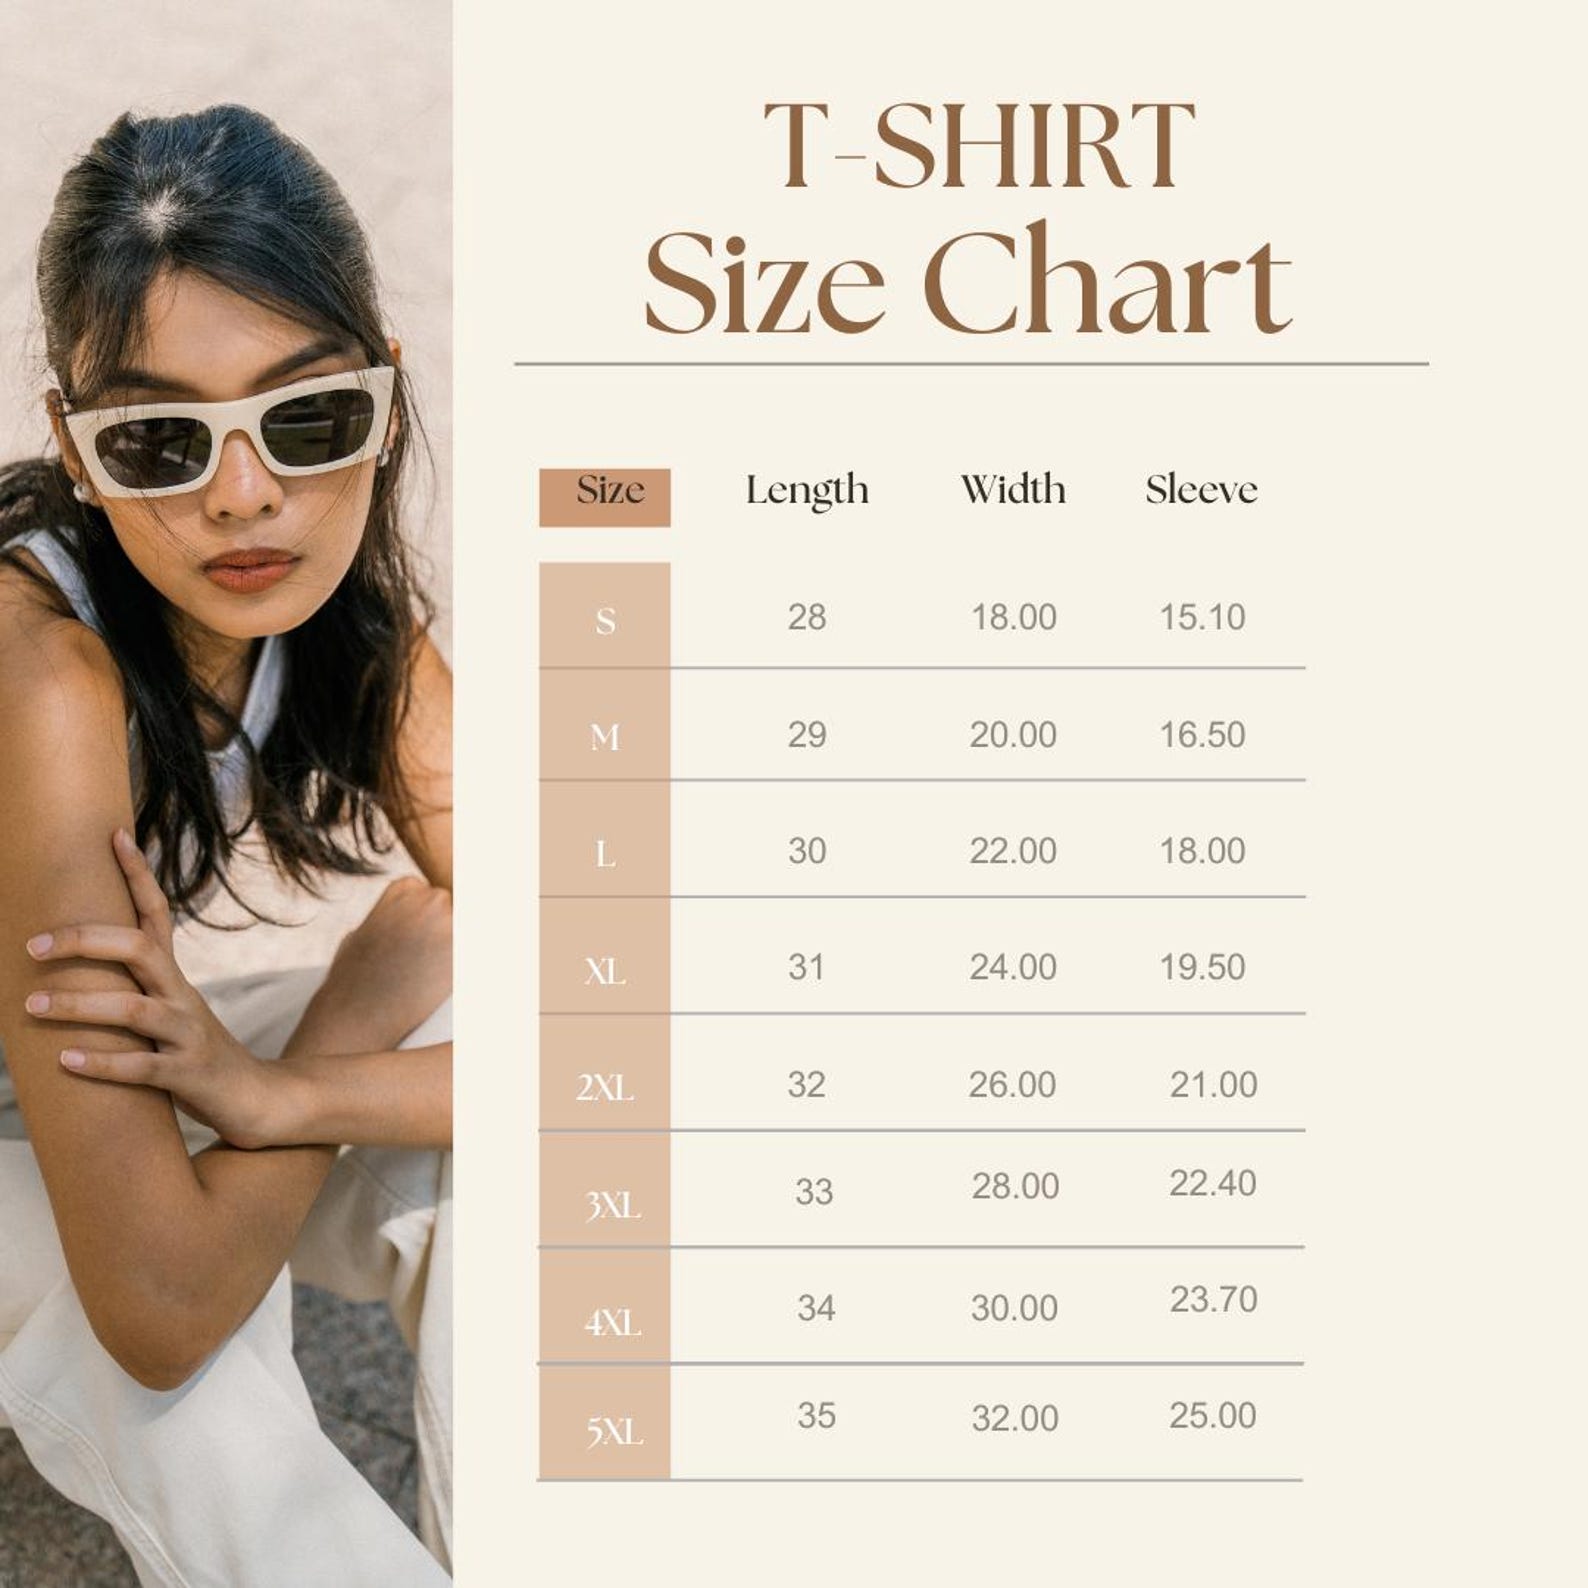 T-SHIRT
Size Chart
Size Length Width Sleeve
S 28 18.00 15.10
M 29 20.00 16.50
L 30 22.00 18.00
XL 31 24.00 19.50
2XL 32 26.00 21.00
3XL 33 28.00 22.40
4XL 34 30.00 23.70
5XL 35 32.00 25.00